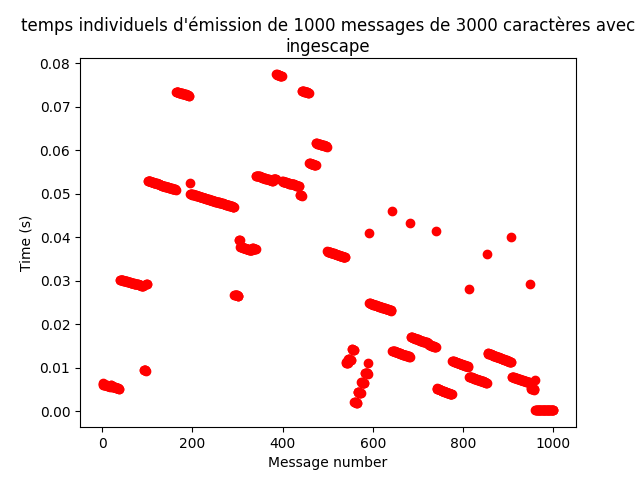 temps individuels d'émission de 1000 messages de 3000 caractères avec
ingescape
0.08
0.07
0.06
0.05
0.04
0.03
0.02
0.01
0.00
Time (s)
0 200 400 600 800 1000
Message number